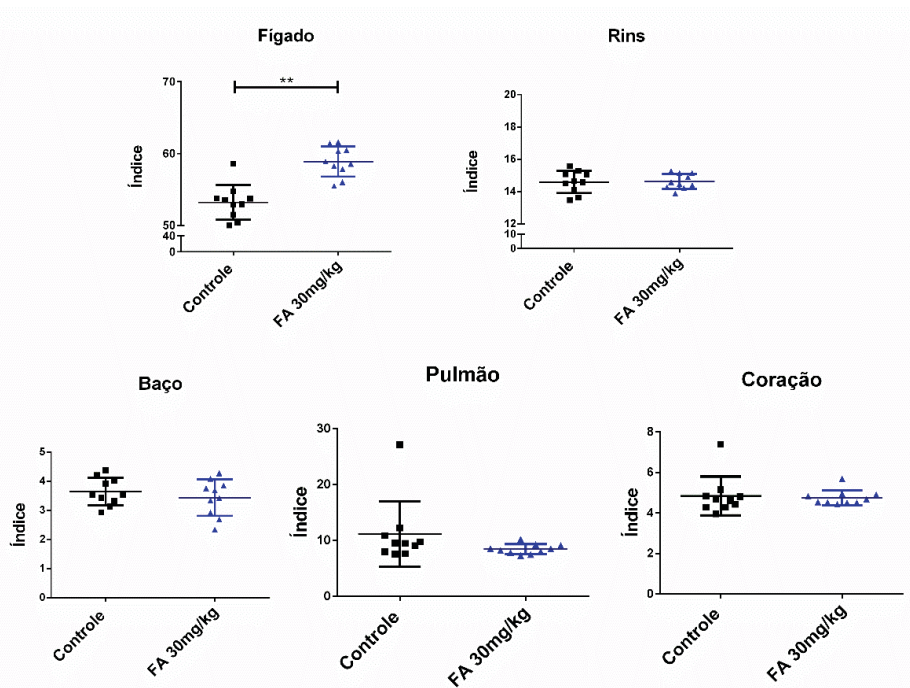 Fígado
Índice
70
60
50
40
0
**
Controle
FA 30mg/kg
Rins
Índice
20
18
16
14
12
10
0
Controle
FA 30mg/kg
Baço
Índice
5
4
3
2
1
0
Controle
FA 30mg/kg
Pulmão
Índice
30
20
10
0
Controle
FA 30mg/kg
Coração
Índice
8
6
4
2
0
Controle
FA 30mg/kg